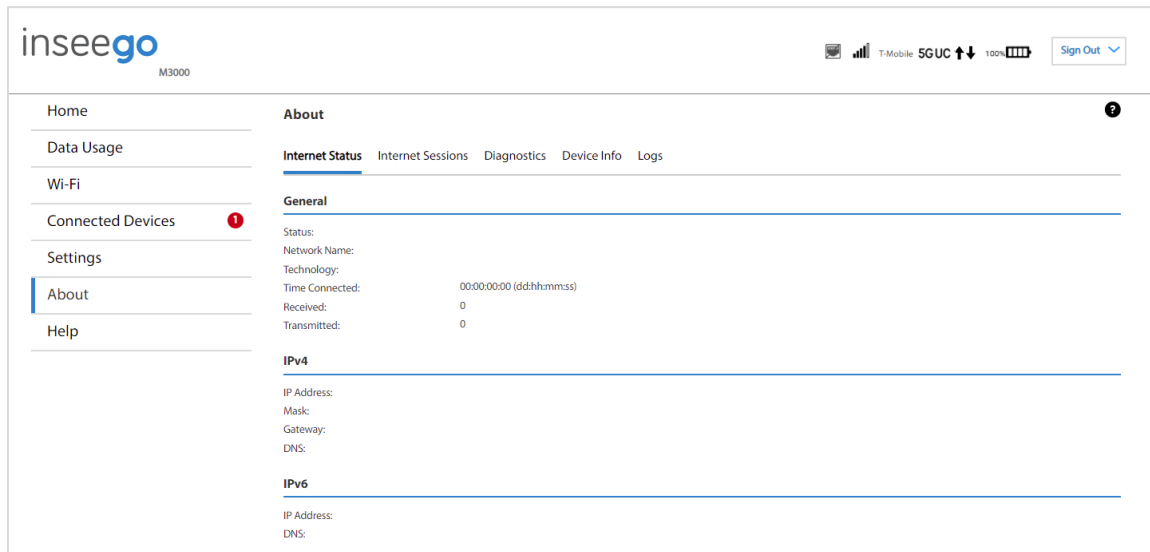 inseego
M3000
T-Mobile 5G UC 100%
Sign Out
Home
Data Usage
Wi-Fi
Connected Devices 1
Settings
About
Help
About ?
Internet Status Internet Sessions Diagnostics Device Info Logs
General
Status:
Network Name:
Technology:
Time Connected: 00:00:00:00 (dd:hh:mm:ss)
Received: 0
Transmitted: 0
IPv4
IP Address:
Mask:
Gateway:
DNS:
IPv6
IP Address:
DNS: